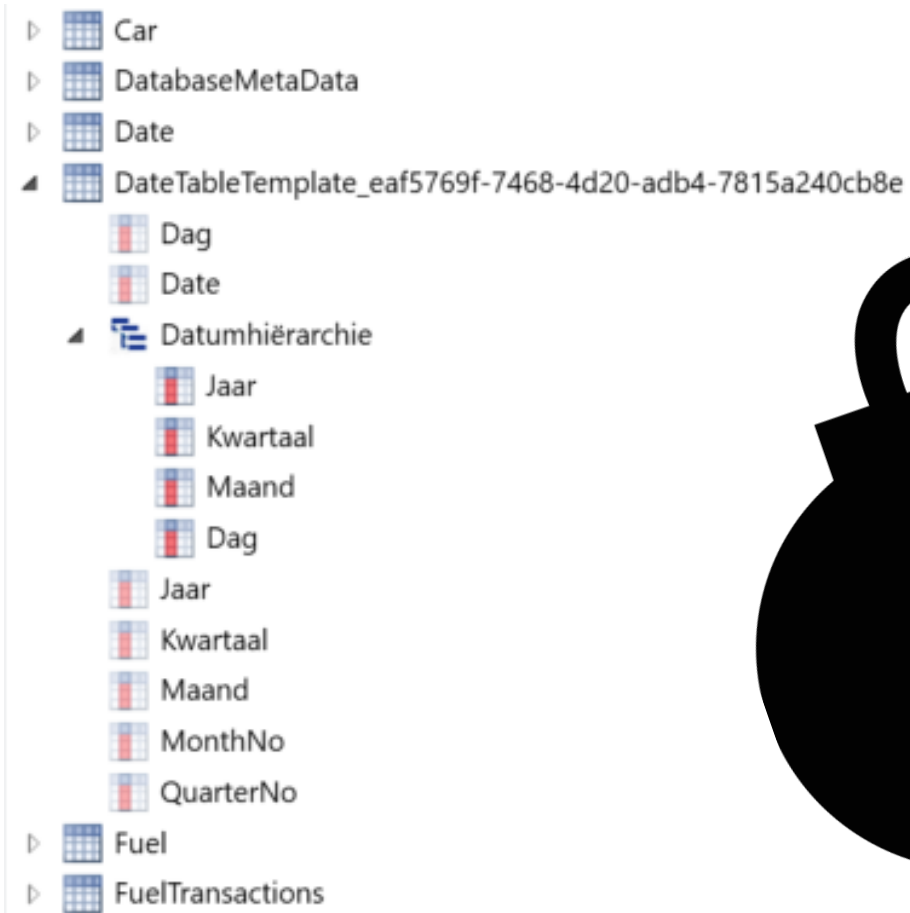 Car
DatabaseMetaData
Date
DateTableTemplate_eaf5769f-7468-4d20-adb4-7815a240cb8e
Dag
Date
Datumhiërarchie
Jaar
Kwartaal
Maand
Dag
Jaar
Kwartaal
Maand
MonthNo
QuarterNo
Fuel
FuelTransactions